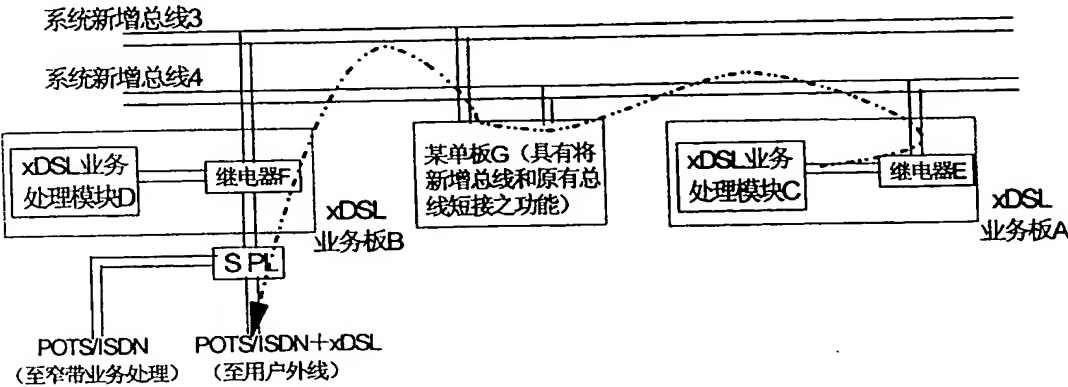 系统新增总线3
系统新增总线4
xDSL业务
处理模块D
继电器F
xDSL
业务板B
某单板G（具有将
新增总线和原有总
线短接之功能）
xDSL业务
处理模块C
继电器E
xDSL
业务板A
SPL
POTS/ISDN
（至窄带业务处理）
POTS/ISDN＋xDSL
（至用户外线）